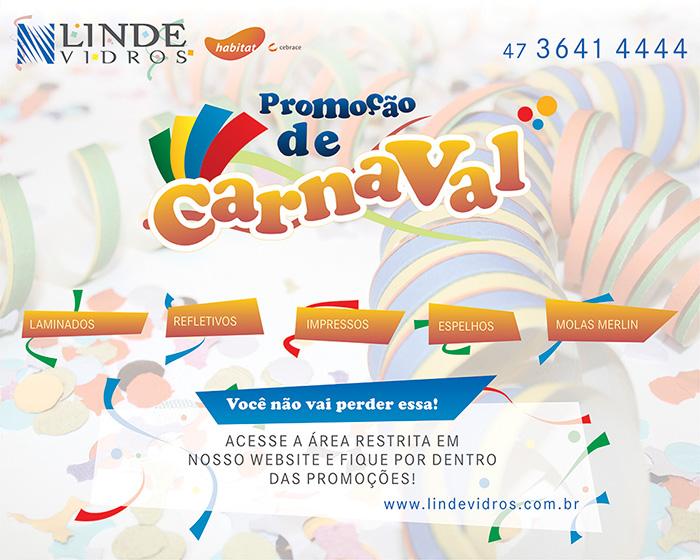 LINDE
VIDROS
habitat
cebrace
47 3641 4444
Promoção
de
Carnaval
LAMINADOS
REFLETIVOS
IMPRESSOS
ESPELHOS
MOLAS MERLIN
Você não vai perder essa!
ACESSE A ÁREA RESTRITA EM
NOSSO WEBSITE E FIQUE POR DENTRO
DAS PROMOÇÕES!
www.lindevidros.com.br